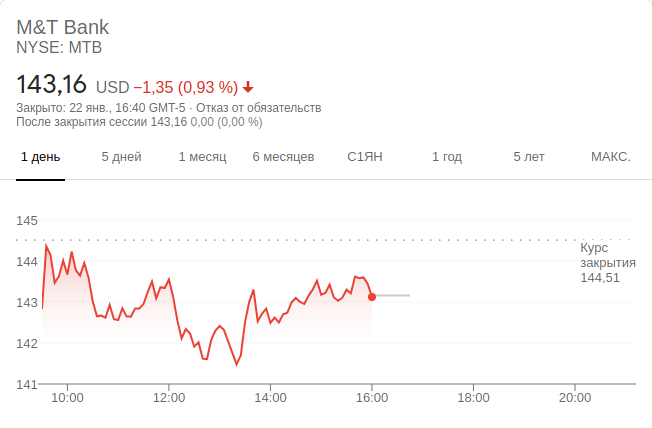 M&T Bank
NYSE: MTB
143,16 USD −1,35 (0,93 %)
Закрыто: 22 янв., 16:40 GMT-5 · Отказ от обязательств
После закрытия сессии 143,16 0,00 (0,00 %)
1 день 5 дней 1 месяц 6 месяцев С1ЯН 1 год 5 лет МАКС.
145
144
143
142
141
Курс
закрытия
144,51
10:00 12:00 14:00 16:00 18:00 20:00